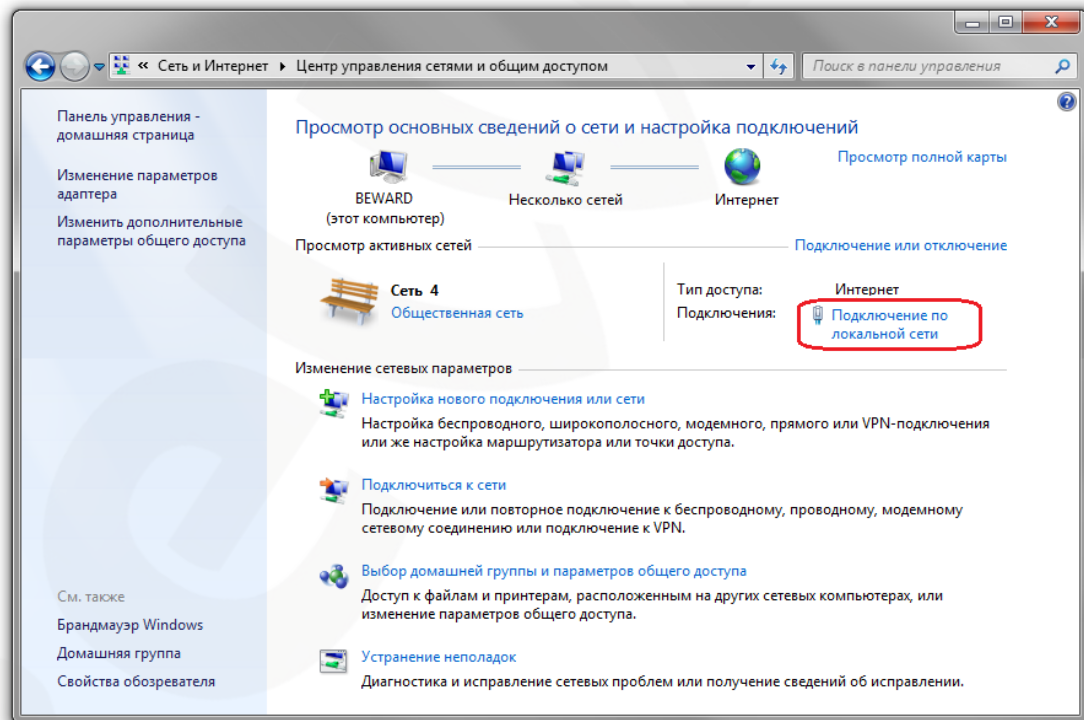 « Сеть и Интернет ▸ Центр управления сетями и общим доступом
Поиск в панели управления
Панель управления -
домашняя страница
Изменение параметров
адаптера
Изменить дополнительные
параметры общего доступа
См. также
Брандмауэр Windows
Домашняя группа
Свойства обозревателя
Просмотр основных сведений о сети и настройка подключений
Просмотр полной карты
BEWARD
(этот компьютер)
Несколько сетей
Интернет
Просмотр активных сетей
Подключение или отключение
Сеть 4
Общественная сеть
Тип доступа: Интернет
Подключения: Подключение по
локальной сети
Изменение сетевых параметров
Настройка нового подключения или сети
Настройка беспроводного, широкополосного, модемного, прямого или VPN-подключения
или же настройка маршрутизатора или точки доступа.
Подключиться к сети
Подключение или повторное подключение к беспроводному, проводному, модемному
сетевому соединению или подключение к VPN.
Выбор домашней группы и параметров общего доступа
Доступ к файлам и принтерам, расположенным на других сетевых компьютерах, или
изменение параметров общего доступа.
Устранение неполадок
Диагностика и исправление сетевых проблем или получение сведений об исправлении.